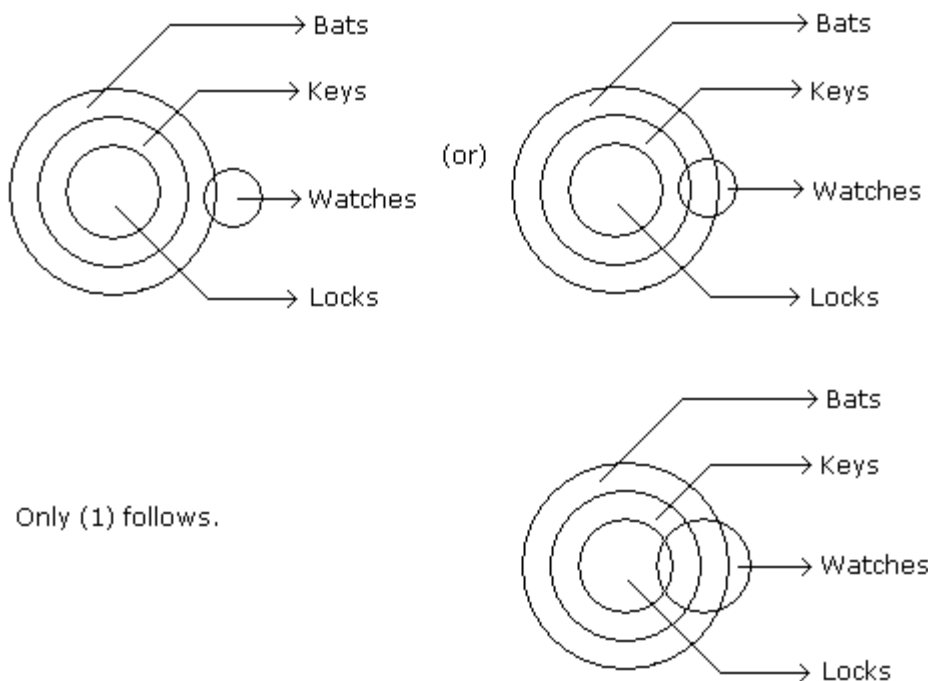 Bats
Keys
Watches
Locks
(or)
Bats
Keys
Watches
Locks
Only (1) follows.
Bats
Keys
Watches
Locks